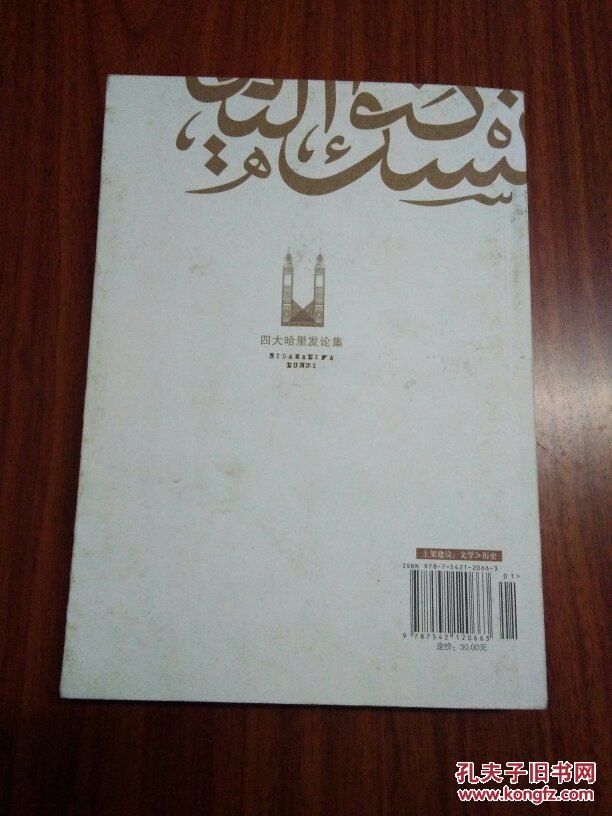 四大哈里发论集
SIDAHALIFA
LUNJI
上架建议：文学>历史
ISBN 978-7-5421-2066-3
01>
9 787542 120663
定价：30.00元
孔夫子旧书网
www.kongfz.com